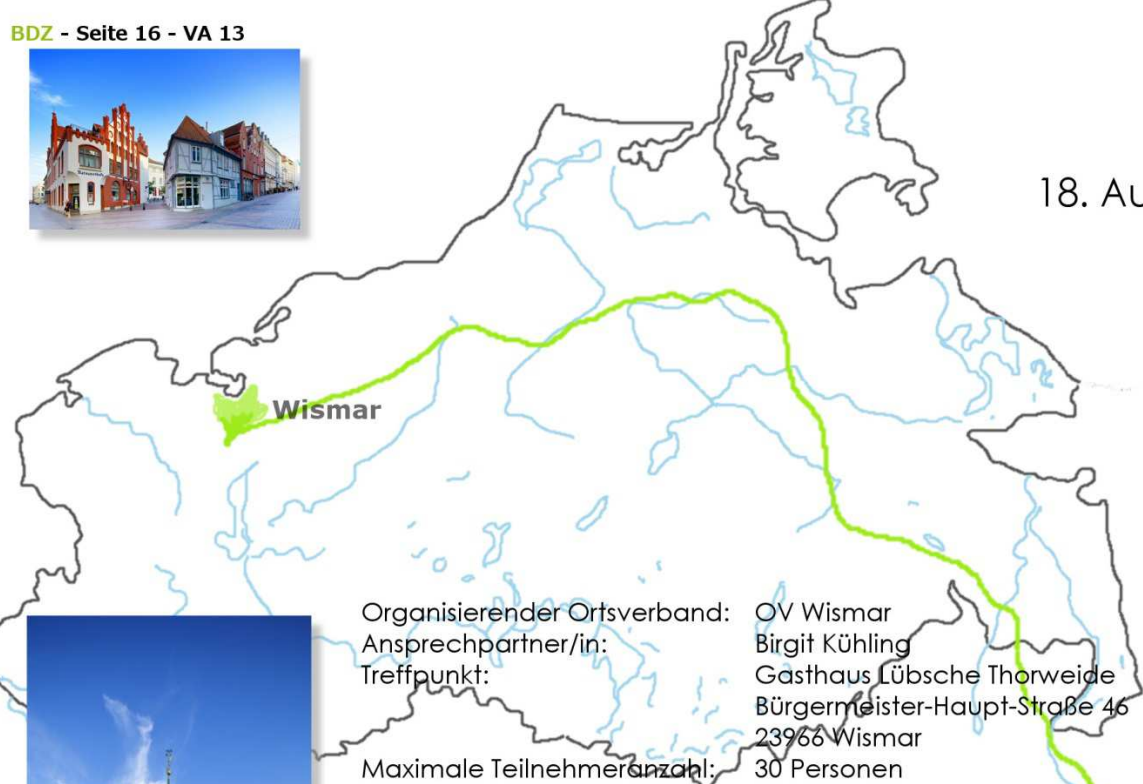 BDZ - Seite 16 - VA 13
18. Au
Wismar
Organisierender Ortsverband: OV Wismar
Ansprechpartner/in: Birgit Kühling
Treffpunkt: Gasthaus Lübsche Thorweide
Bürgermeister-Haupt-Straße 46
23966 Wismar
Maximale Teilnehmeranzahl: 30 Personen